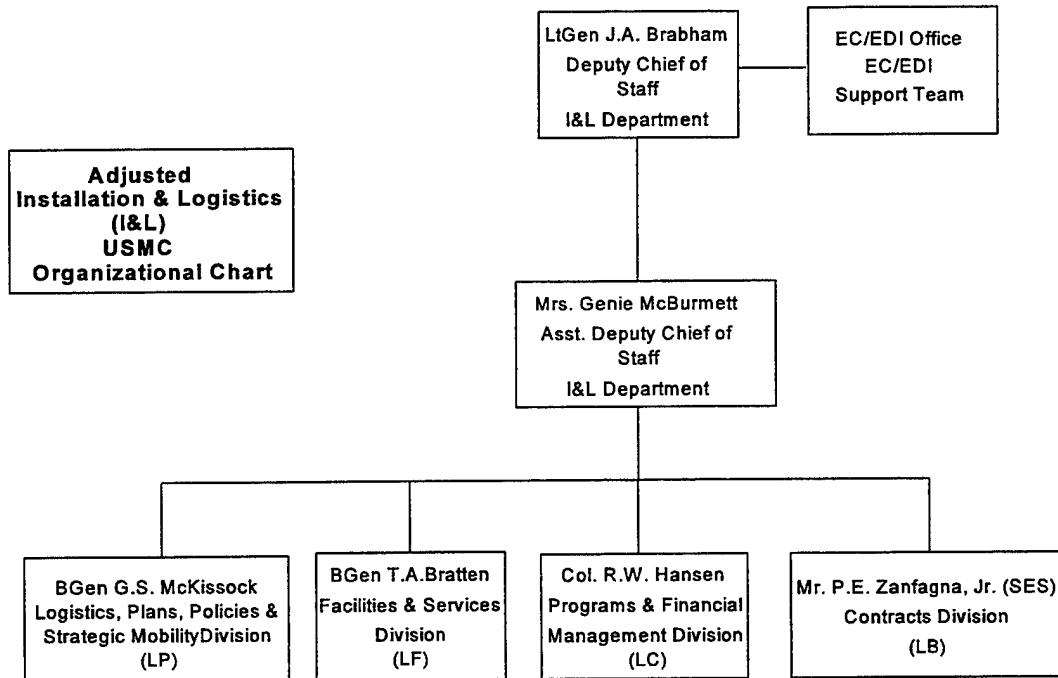 LtGen J.A. Brabham
Deputy Chief of
Staff
I&L Department
EC/EDI Office
EC/EDI
Support Team
Adjusted
Installation & Logistics
(I&L)
USMC
Organizational Chart
Mrs. Genie McBurmett
Asst. Deputy Chief of
Staff
I&L Department
BGen G.S. McKissock
Logistics, Plans, Policies &
Strategic MobilityDivision
(LP)
BGen T.A.Bratten
Facilities & Services
Division
(LF)
Col. R.W. Hansen
Programs & Financial
Management Division
(LC)
Mr. P.E. Zanfagna, Jr. (SES)
Contracts Division
(LB)